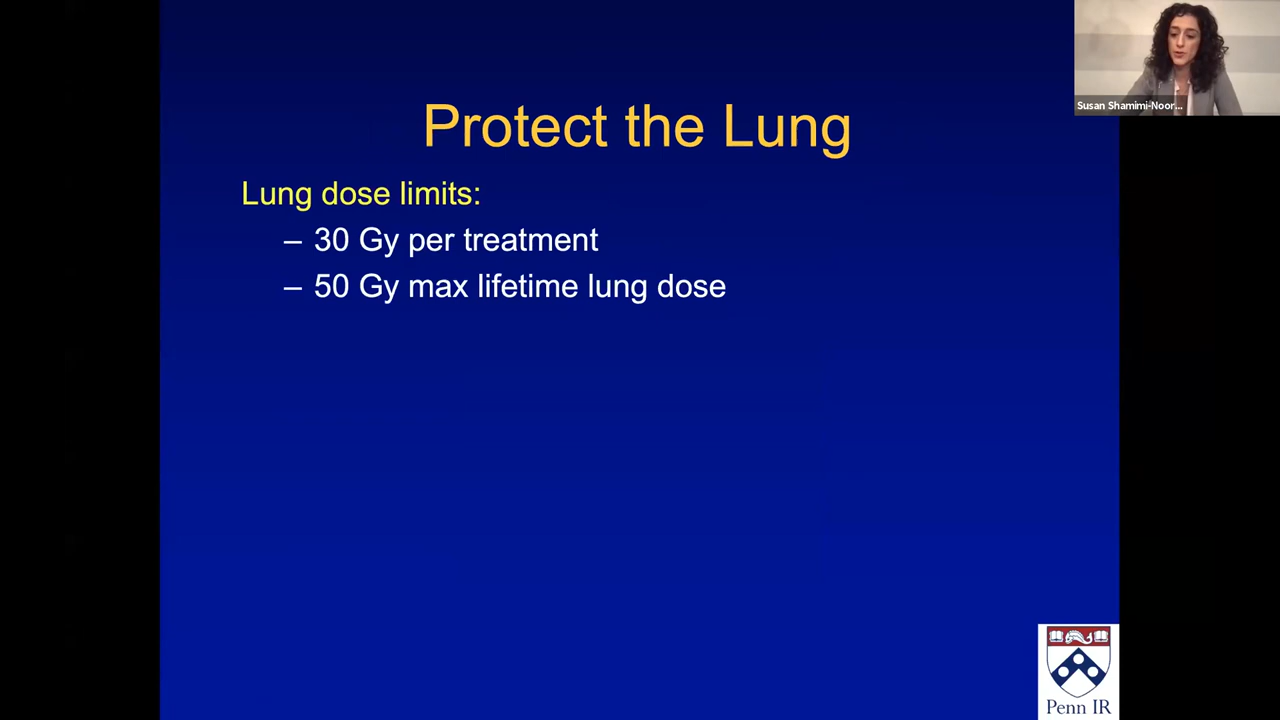 Susan Shamimi-Noor...
Protect the Lung
Lung dose limits:
– 30 Gy per treatment
– 50 Gy max lifetime lung dose
Penn IR